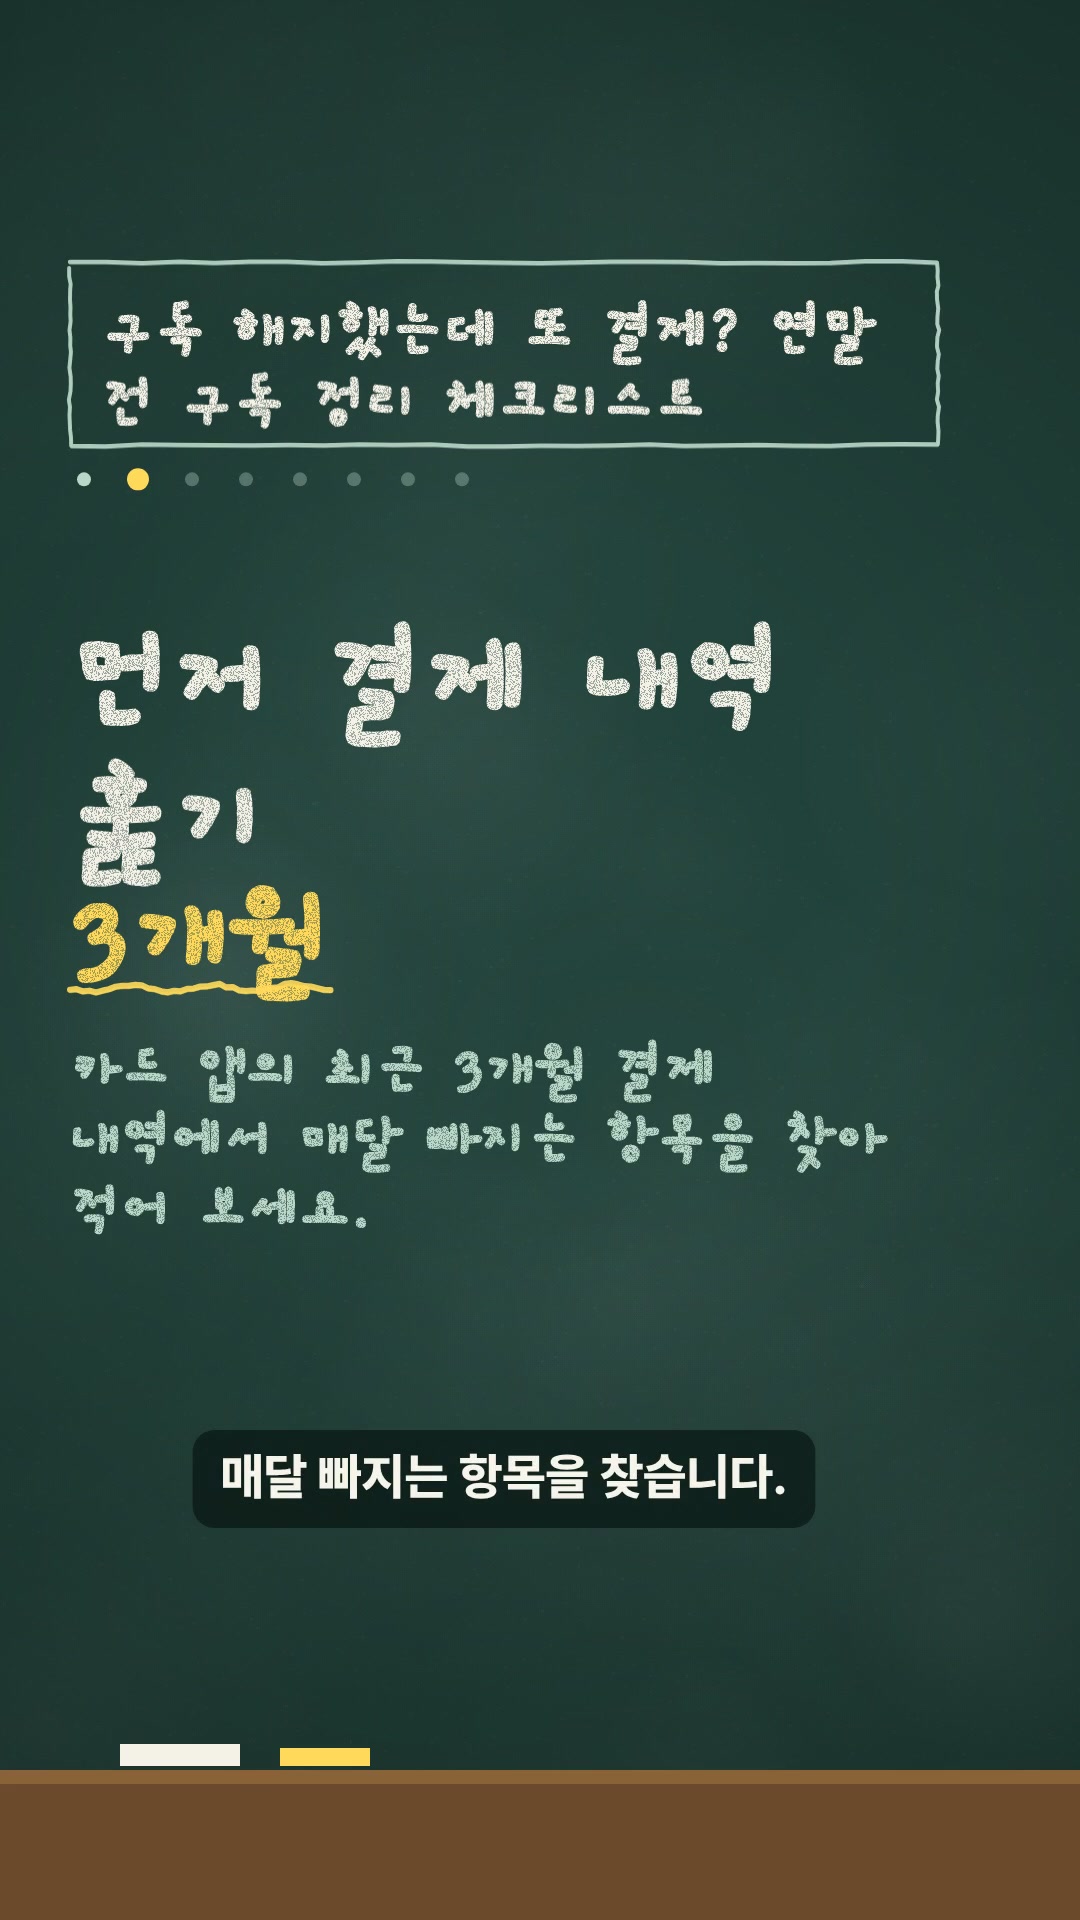 구독 해지했는데 또 결제? 연말
전 구독 정리 체크리스트
먼저 결제 내역
훑기
3개월
카드 앱의 최근 3개월 결제
내역에서 매달 빠지는 항목을 찾아
적어 보세요.
매달 빠지는 항목을 찾습니다.